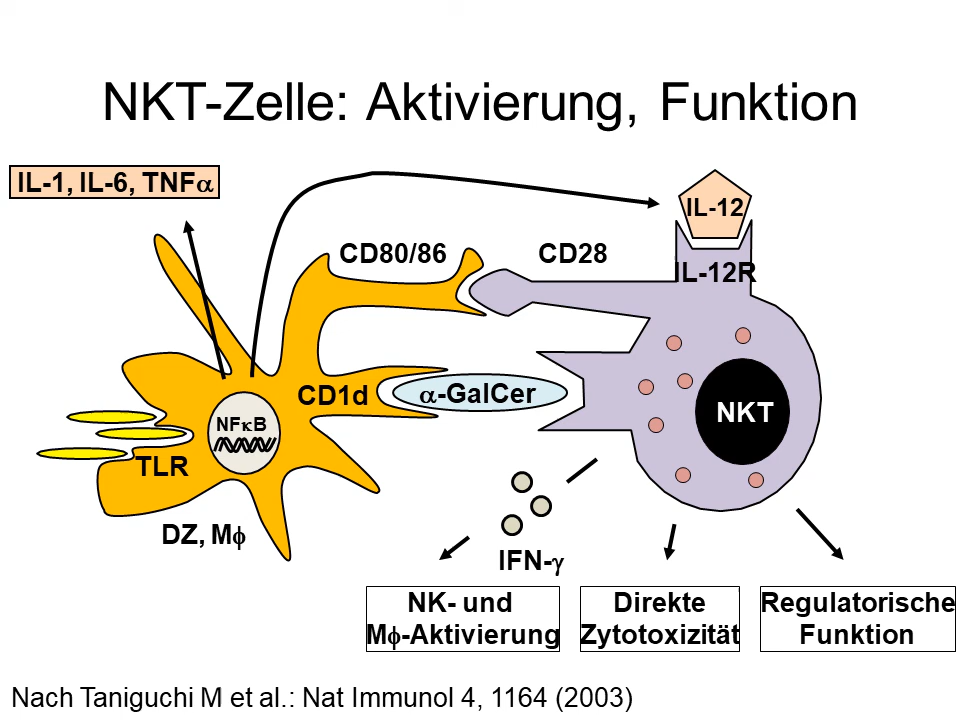 NKT-Zelle: Aktivierung, Funktion
IL-1, IL-6, TNFα
IL-12
CD80/86
CD28
IL-12R
CD1d
α-GalCer
NFκB
NKT
TLR
DZ, Mϕ
IFN-γ
NK- und
Mϕ-Aktivierung
Direkte
Zytotoxizität
Regulatorische
Funktion
Nach Taniguchi M et al.: Nat Immunol 4, 1164 (2003)